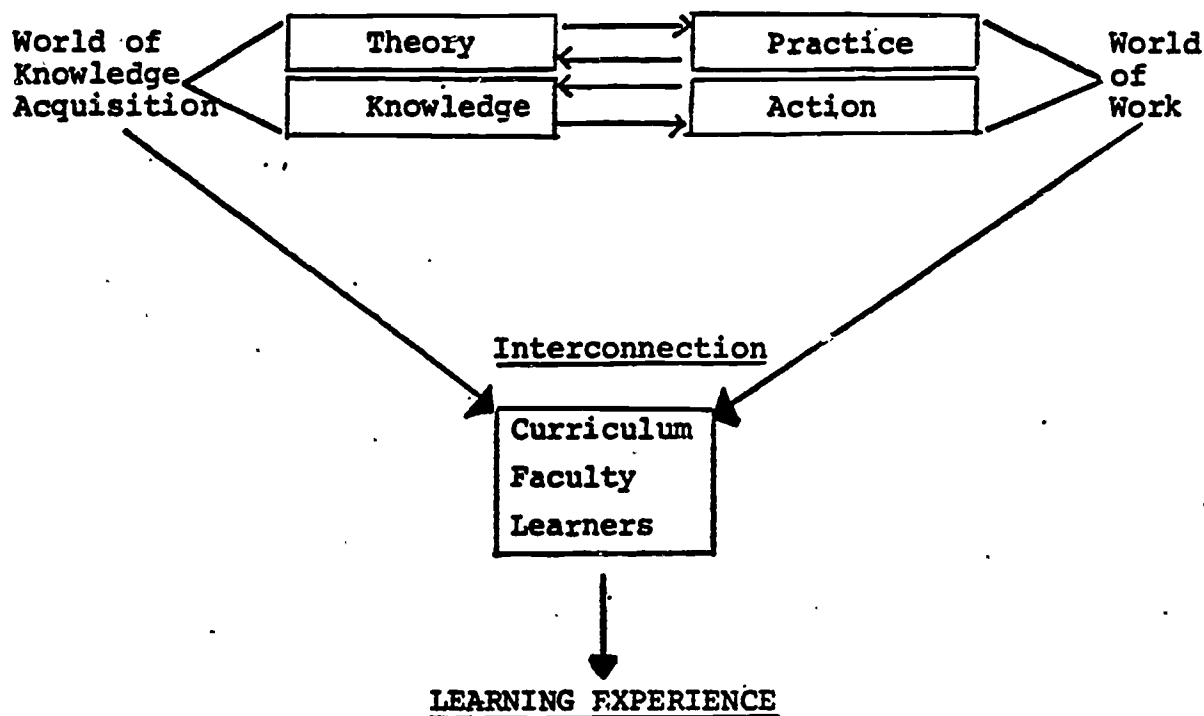 World of
Knowledge
Acquisition
Theory
Practice
Knowledge
Action
World
of
Work
Interconnection
Curriculum
Faculty
Learners
LEARNING EXPERIENCE